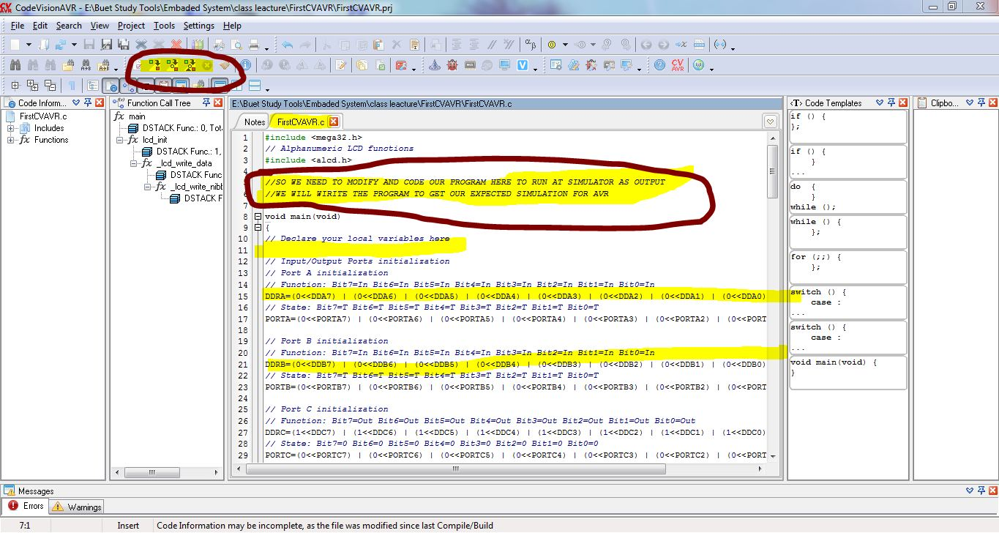 CodeVisionAVR - E:\Buet Study Tools\Embaded System\class leacture\FirstCVAVR\FirstCVAVR.prj
File Edit Search View Project Tools Settings Help
Code Inform...
FirstCVAVR.c
Includes
Functions
Function Call Tree
main
DSTACK Func.: 0, Tot
lcd_init
DSTACK Func.: 1,
_lcd_write_data
DSTACK Func
_lcd_write_nibb
DSTACK F
E:\Buet Study Tools\Embaded System\class leacture\FirstCVAVR\FirstCVAVR.c
Notes FirstCVAVR.c
1 #include <mega32.h>
2 // Alphanumeric LCD functions
3 #include <alcd.h>
4
5 //SO WE NEED TO MODIFY AND CODE OUR PROGRAM HERE TO RUN AT SIMULATOR AS OUTPUT
6 //WE WILL WIRITE THE PROGRAM TO GET OUR EXPECTED SIMULATION FOR AVR
7
8 void main(void)
9 {
10 // Declare your local variables here
11
12 // Input/Output Ports initialization
13 // Port A initialization
14 // Function: Bit7=In Bit6=In Bit5=In Bit4=In Bit3=In Bit2=In Bit1=In Bit0=In
15 DDRA=(0<<DDA7) | (0<<DDA6) | (0<<DDA5) | (0<<DDA4) | (0<<DDA3) | (0<<DDA2) | (0<<DDA1) | (0<<DDA0)
16 // State: Bit7=T Bit6=T Bit5=T Bit4=T Bit3=T Bit2=T Bit1=T Bit0=T
17 PORTA=(0<<PORTA7) | (0<<PORTA6) | (0<<PORTA5) | (0<<PORTA4) | (0<<PORTA3) | (0<<PORTA2) | (0<<PORT
18
19 // Port B initialization
20 // Function: Bit7=In Bit6=In Bit5=In Bit4=In Bit3=In Bit2=In Bit1=In Bit0=In
21 DDRB=(0<<DDB7) | (0<<DDB6) | (0<<DDB5) | (0<<DDB4) | (0<<DDB3) | (0<<DDB2) | (0<<DDB1) | (0<<DDB0)
22 // State: Bit7=T Bit6=T Bit5=T Bit4=T Bit3=T Bit2=T Bit1=T Bit0=T
23 PORTB=(0<<PORTB7) | (0<<PORTB6) | (0<<PORTB5) | (0<<PORTB4) | (0<<PORTB3) | (0<<PORTB2) | (0<<PORT
24
25 // Port C initialization
26 // Function: Bit7=Out Bit6=Out Bit5=Out Bit4=Out Bit3=Out Bit2=Out Bit1=Out Bit0=Out
27 DDRC=(1<<DDC7) | (1<<DDC6) | (1<<DDC5) | (1<<DDC4) | (1<<DDC3) | (1<<DDC2) | (1<<DDC1) | (1<<DDC0)
28 // State: Bit7=0 Bit6=0 Bit5=0 Bit4=0 Bit3=0 Bit2=0 Bit1=0 Bit0=0
29 PORTC=(0<<PORTC7) | (0<<PORTC6) | (0<<PORTC5) | (0<<PORTC4) | (0<<PORTC3) | (0<<PORTC2) | (0<<PORT
<T> Code Templates
if () {
};
if () {
}
...
do {
}
while ();
while () {
};
for (;;) {
};
switch () {
case :
...
switch () {
case :
...
void main(void) {
}
Clipbo...
Messages
Errors Warnings
7:1 Insert Code Information may be incomplete, as the file was modified since last Compile/Build